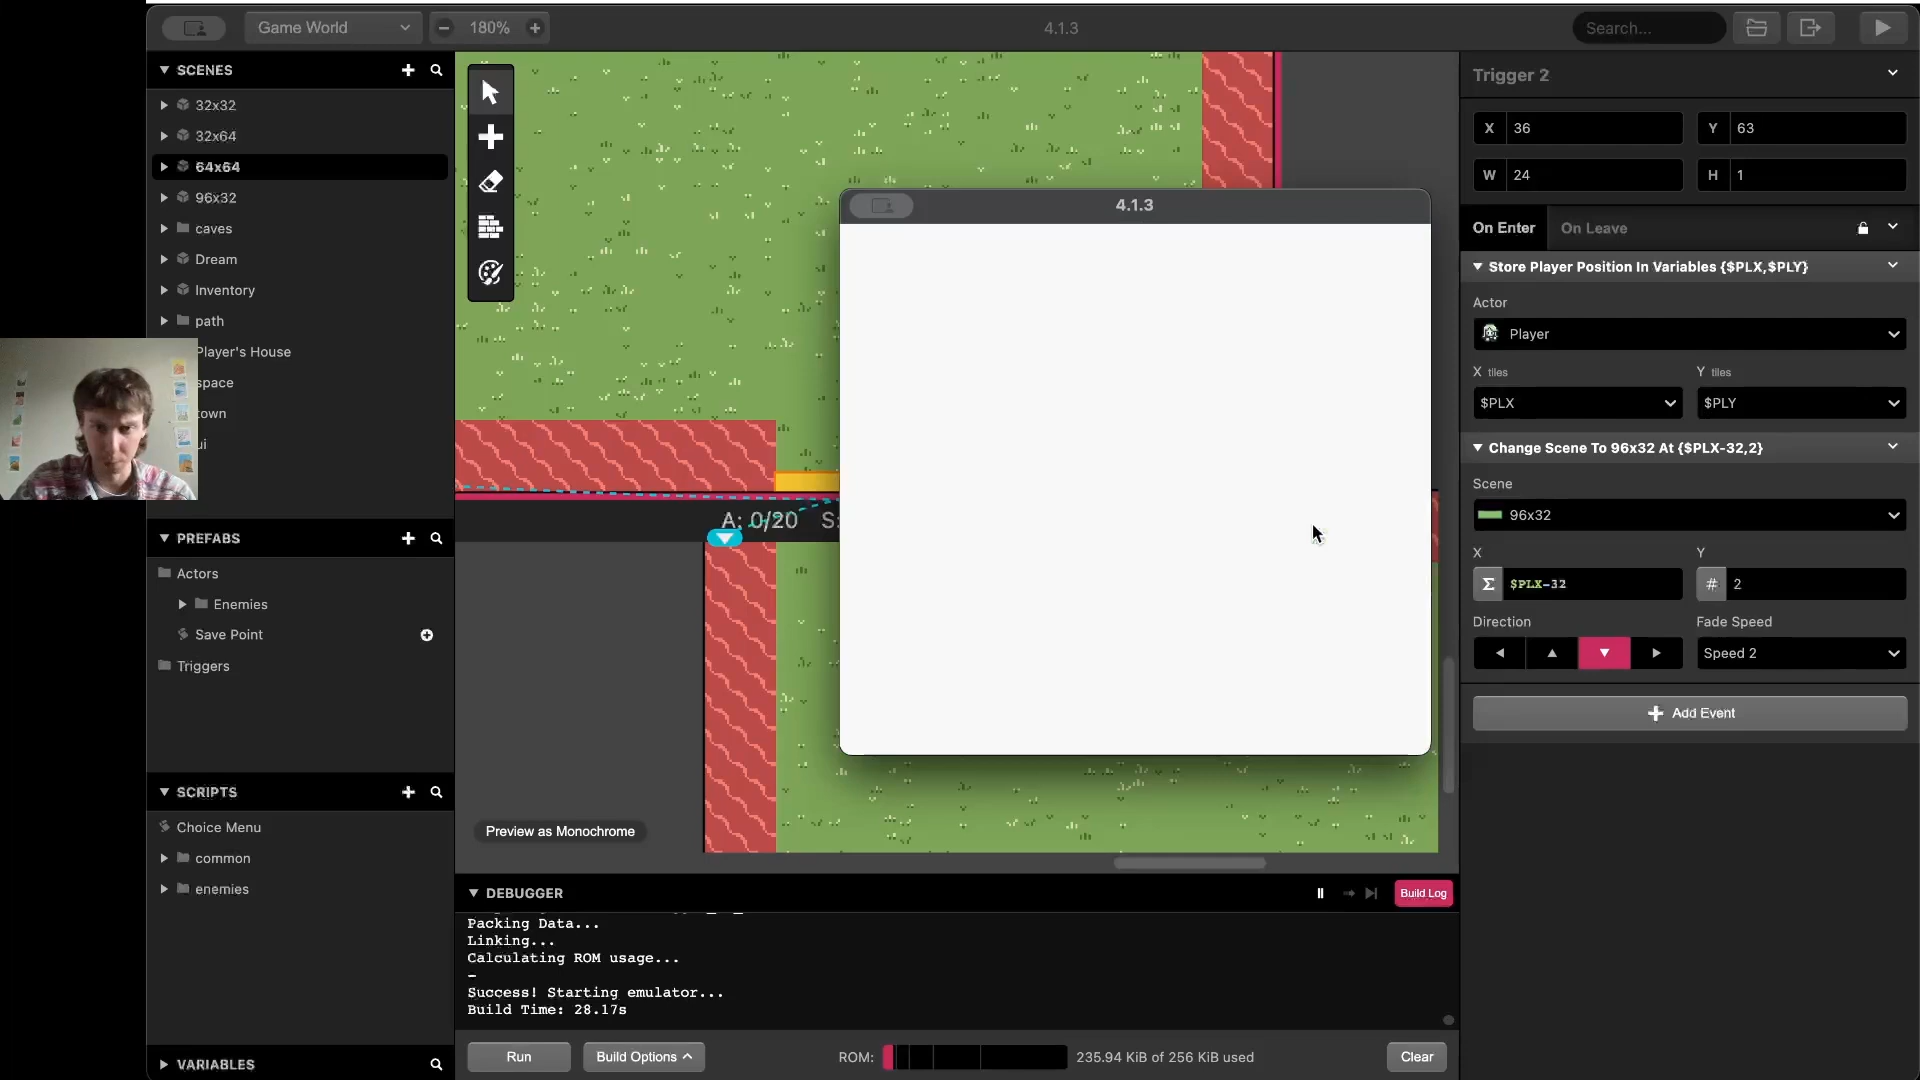 Game World
180%
4.1.3
Search...
SCENES
32x32
32x64
64x64
96x32
caves
Dream
Inventory
path
Player's House
space
town
ui
PREFABS
Actors
Enemies
Save Point
Triggers
SCRIPTS
Choice Menu
common
enemies
VARIABLES
4.1.3
A: 0/20 S:
Preview as Monochrome
DEBUGGER
Build Log
Packing Data...
Linking...
Calculating ROM usage...
-
Success! Starting emulator...
Build Time: 28.17s
Run
Build Options
ROM:
235.94 KiB of 256 KiB used
Clear
Trigger 2
X 36 Y 63
W 24 H 1
On Enter On Leave
Store Player Position In Variables {$PLX,$PLY}
Actor
Player
X tiles Y tiles
$PLX $PLY
Change Scene To 96x32 At {$PLX-32,2}
Scene
96x32
X Y
Σ $PLX-32 # 2
Direction Fade Speed
Speed 2
Add Event